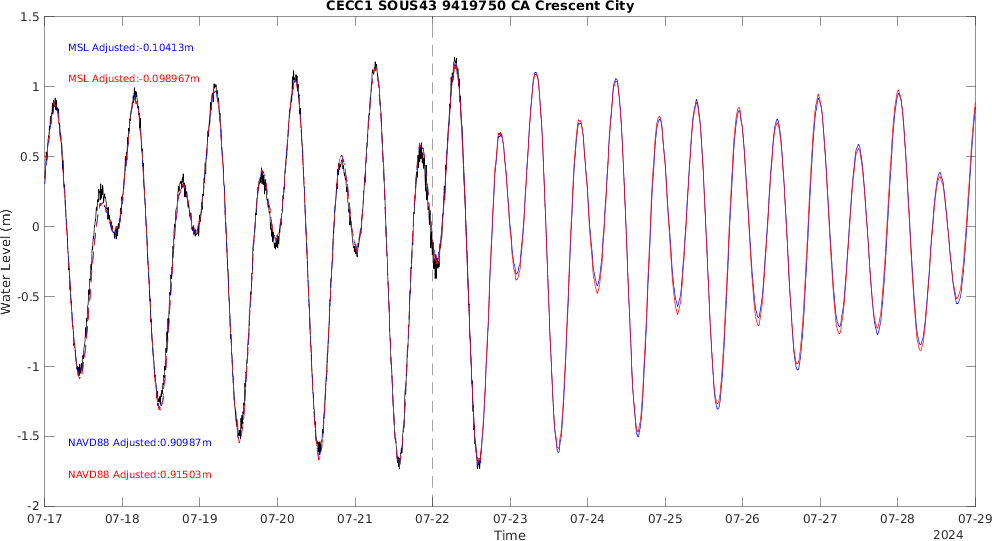 CECC1 SOUS43 9419750 CA Crescent City
1.5
MSL Adjusted:-0.10413m
MSL Adjusted:-0.098967m
1
0.5
0
-0.5
-1
-1.5
-2
Water Level (m)
NAVD88 Adjusted:0.90987m
NAVD88 Adjusted:0.91503m
07-17 07-18 07-19 07-20 07-21 07-22 07-23 07-24 07-25 07-26 07-27 07-28 07-29
Time
2024